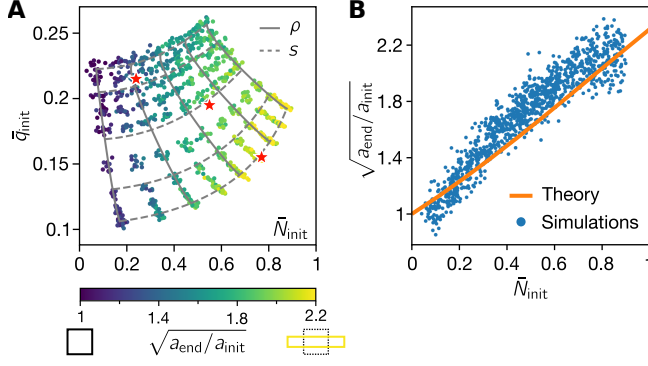 A
0.25
0.2
0.15
0.1
q̄init
ρ
s
N̄init
0 0.2 0.4 0.6 0.8 1
1 1.4 1.8 2.2
√aend/ainit
B
2.2
1.8
1.4
1
√aend/ainit
Theory
Simulations
0 0.2 0.4 0.6 0.8 1
N̄init